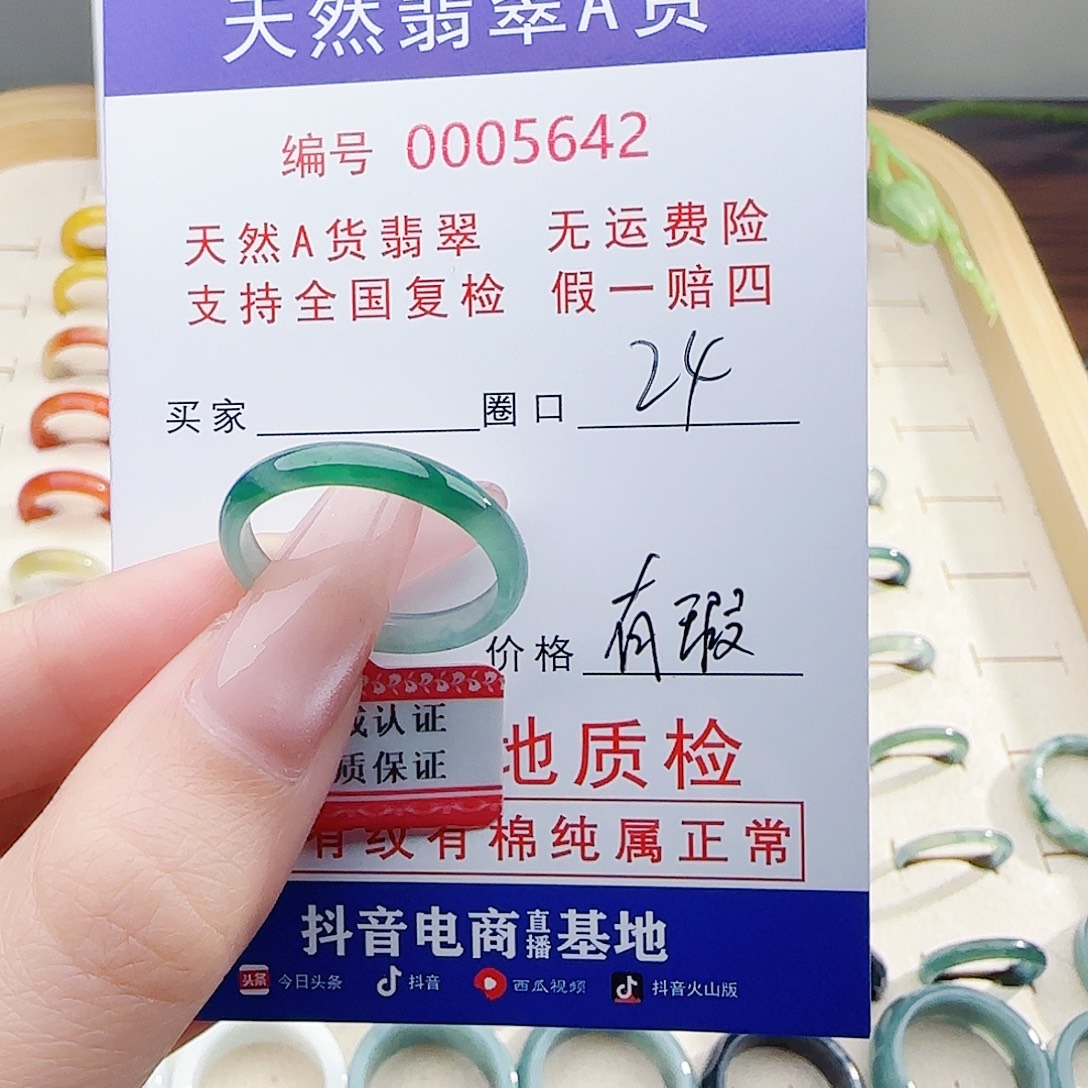 天然翡翠A货
编号 0005642
天然A货翡翠 无运费险
支持全国复检 假一赔四
买家 圈口 24
价格 有瑕
认证
质保证
地质检
有纹有棉纯属正常
抖音电商直播基地
头条 今日头条 抖音 西瓜视频 抖音火山版